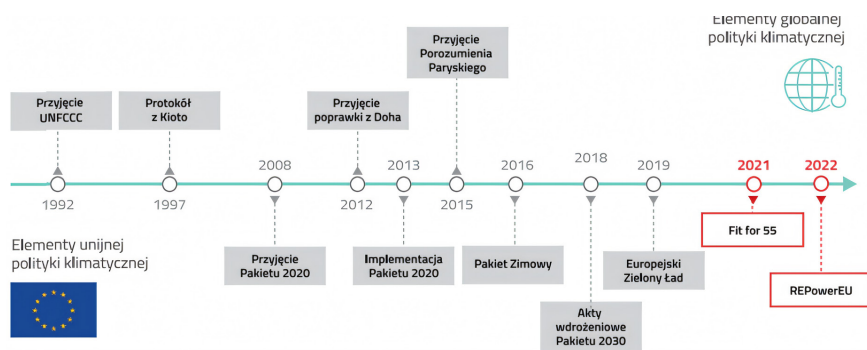 Elementy globalnej
polityki klimatycznej
Przyjęcie
Porozumienia
Paryskiego
Przyjęcie
UNFCCC
Protokół
z Kioto
Przyjęcie
poprawki z Doha
2008
2013
2016
2018
2019
2021
2022
1992
1997
2012
2015
Elementy unijnej
polityki klimatycznej
Przyjęcie
Pakietu 2020
Implementacja
Pakietu 2020
Pakiet Zimowy
Akty
wdrożeniowe
Pakietu 2030
Europejski
Zielony Ład
Fit for 55
REPowerEU